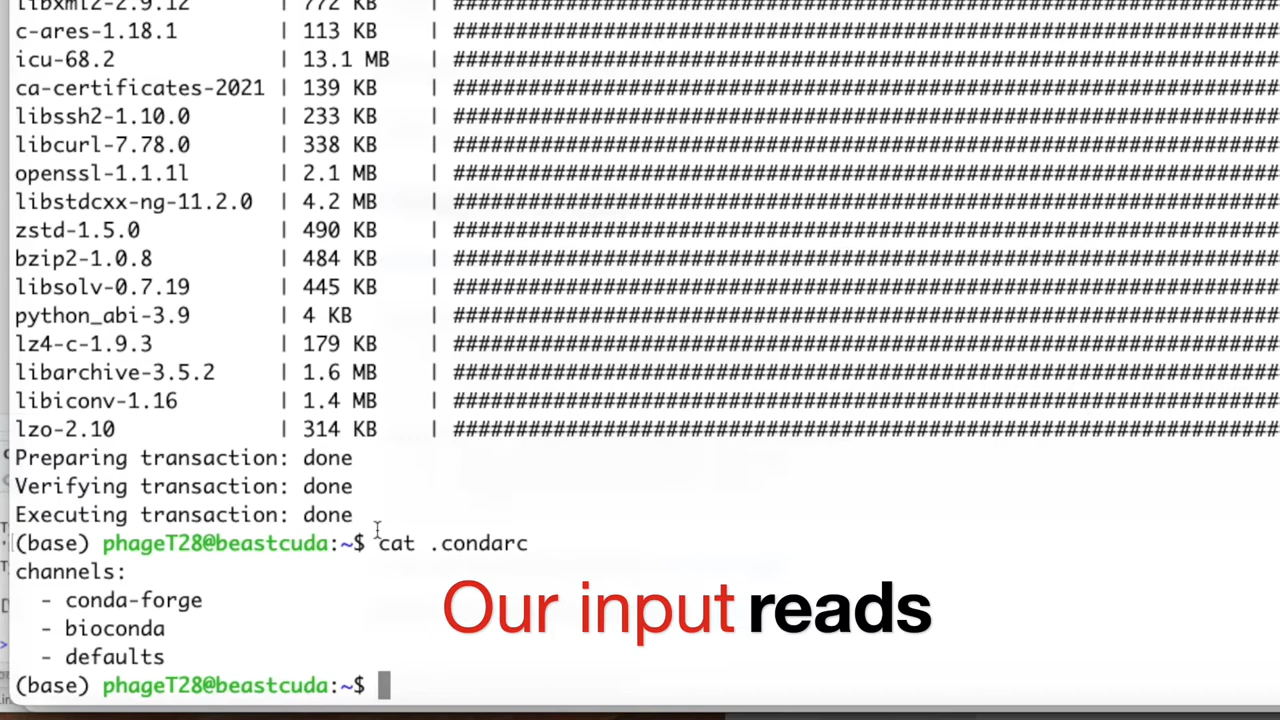 libxml2-2.9.12 | 772 KB | ##########################################################
c-ares-1.18.1 | 113 KB | ##########################################################
icu-68.2 | 13.1 MB | ##########################################################
ca-certificates-2021 | 139 KB | ##########################################################
libssh2-1.10.0 | 233 KB | ##########################################################
libcurl-7.78.0 | 338 KB | ##########################################################
openssl-1.1.1l | 2.1 MB | ##########################################################
libstdcxx-ng-11.2.0 | 4.2 MB | ##########################################################
zstd-1.5.0 | 490 KB | ##########################################################
bzip2-1.0.8 | 484 KB | ##########################################################
libsolv-0.7.19 | 445 KB | ##########################################################
python_abi-3.9 | 4 KB | ##########################################################
lz4-c-1.9.3 | 179 KB | ##########################################################
libarchive-3.5.2 | 1.6 MB | ##########################################################
libiconv-1.16 | 1.4 MB | ##########################################################
lzo-2.10 | 314 KB | ##########################################################
Preparing transaction: done
Verifying transaction: done
Executing transaction: done
(base) phageT28@beastcuda:~$ cat .condarc
channels:
- conda-forge
- bioconda
- defaults
(base) phageT28@beastcuda:~$
Our input reads